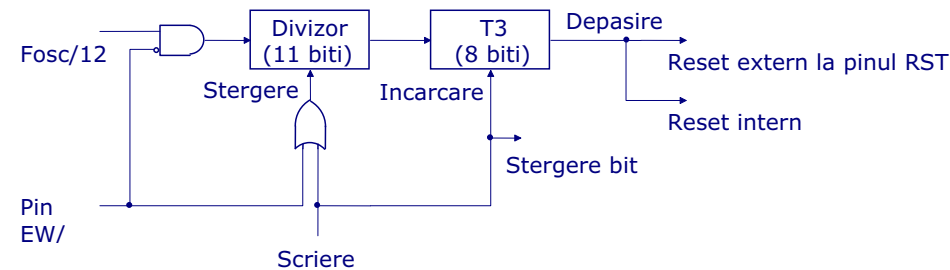 Divizor
(11 biti)
T3
(8 biti)
Depasire
Fosc/12
Reset extern la pinul RST
Stergere
Incarcare
Reset intern
Stergere bit
Pin
EW/
Scriere